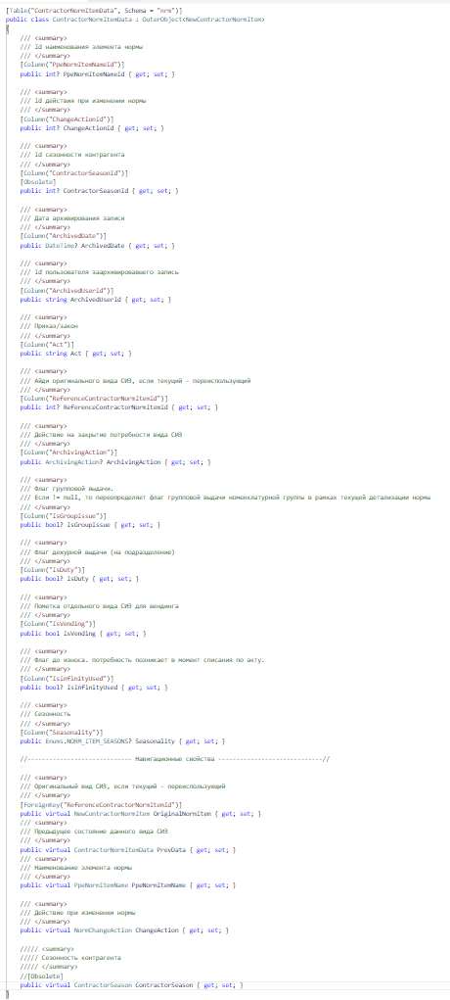 [Table("ContractorNormItemData", Schema = "nrm")]
public class ContractorNormItemData : OuterObject<NewContractorNormItem>
{
/// <summary>
/// Id наименования элемента нормы
/// </summary>
[Column("PpeNormItemNameId")]
public int? PpeNormItemNameId { get; set; }
/// <summary>
/// Id действия при изменении нормы
/// </summary>
[Column("ChangeActionId")]
public int? ChangeActionId { get; set; }
/// <summary>
/// Id сезонности контрагента
/// </summary>
[Column("ContractorSeasonId")]
[Obsolete]
public int? ContractorSeasonId { get; set; }
/// <summary>
/// Дата архивирования записи
/// </summary>
[Column("ArchivedDate")]
public DateTime? ArchivedDate { get; set; }
/// <summary>
/// Id пользователя заархивировавшего запись
/// </summary>
[Column("ArchivedUserId")]
public string ArchivedUserId { get; set; }
/// <summary>
/// Приказ/закон
/// </summary>
[Column("Act")]
public string Act { get; set; }
/// <summary>
/// Айди оригинального вида СИЗ, если текущий - переиспользующий
/// </summary>
[Column("ReferenceContractorNormItemId")]
public int? ReferenceContractorNormItemId { get; set; }
/// <summary>
/// Действие на закрытие потребности вида СИЗ
/// </summary>
[Column("ArchivingAction")]
public ArchivingAction? ArchivingAction { get; set; }
/// <summary>
/// Флаг групповой выдачи.
/// Если != null, то переопределяет флаг групповой выдачи номенклатурной группы в рамках текущей детализации нормы
/// </summary>
[Column("IsGroupIssue")]
public bool? IsGroupIssue { get; set; }
/// <summary>
/// Флаг дежурной выдачи (на подразделение)
/// </summary>
[Column("IsDuty")]
public bool? IsDuty { get; set; }
/// <summary>
/// Пометка отдельного вида СИЗ для вендинга
/// </summary>
[Column("IsVending")]
public bool IsVending { get; set; }
/// <summary>
/// Флаг до износа. потребность позникает в момент списания по акту.
/// </summary>
[Column("IsInfinityUsed")]
public bool? IsInfinityUsed { get; set; }
/// <summary>
/// Сезонность
/// </summary>
[Column("Seasonality")]
public Enums.NORM_ITEM_SEASONS? Seasonality { get; set; }
//----------------------------- Навигационные свойства -----------------------------//
/// <summary>
/// Оригинальный вид СИЗ, если текущий - переиспользующий
/// </summary>
[ForeignKey("ReferenceContractorNormItemId")]
public virtual NewContractorNormItem OriginalNormItem { get; set; }
/// <summary>
/// Предыдущее состояние данного вида СИЗ
/// </summary>
public virtual ContractorNormItemData PrevData { get; set; }
/// <summary>
/// Наименование элемента нормы
/// </summary>
public virtual PpeNormItemName PpeNormItemName { get; set; }
/// <summary>
/// Действие при изменении нормы
/// </summary>
public virtual NormChangeAction ChangeAction { get; set; }
///// <summary>
///// Сезонность контрагента
///// </summary>
//[Obsolete]
public virtual ContractorSeason ContractorSeason { get; set; }
}